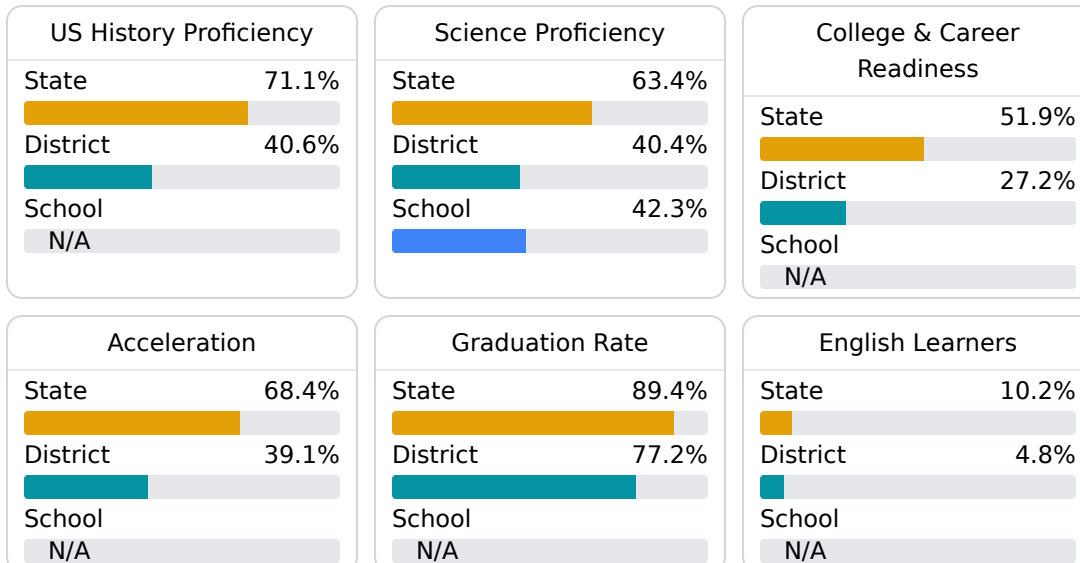 US History Proficiency
State 71.1%
District 40.6%
School
N/A
Science Proficiency
State 63.4%
District 40.4%
School 42.3%
College & Career
Readiness
State 51.9%
District 27.2%
School
N/A
Acceleration
State 68.4%
District 39.1%
School
N/A
Graduation Rate
State 89.4%
District 77.2%
School
N/A
English Learners
State 10.2%
District 4.8%
School
N/A